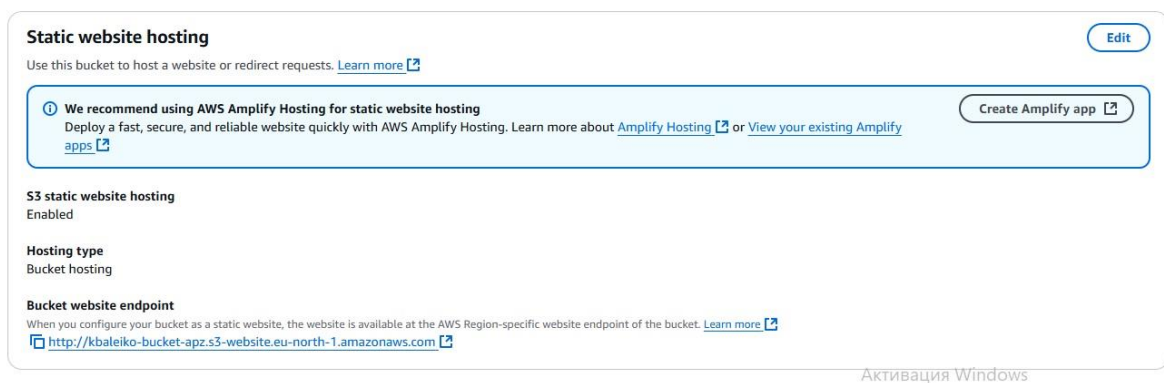 Static website hosting
Edit
Use this bucket to host a website or redirect requests. Learn more
We recommend using AWS Amplify Hosting for static website hosting
Create Amplify app
Deploy a fast, secure, and reliable website quickly with AWS Amplify Hosting. Learn more about Amplify Hosting or View your existing Amplify
apps
S3 static website hosting
Enabled
Hosting type
Bucket hosting
Bucket website endpoint
When you configure your bucket as a static website, the website is available at the AWS Region-specific website endpoint of the bucket. Learn more
http://kbaleiko-bucket-apz.s3-website.eu-north-1.amazonaws.com
Активация Windows